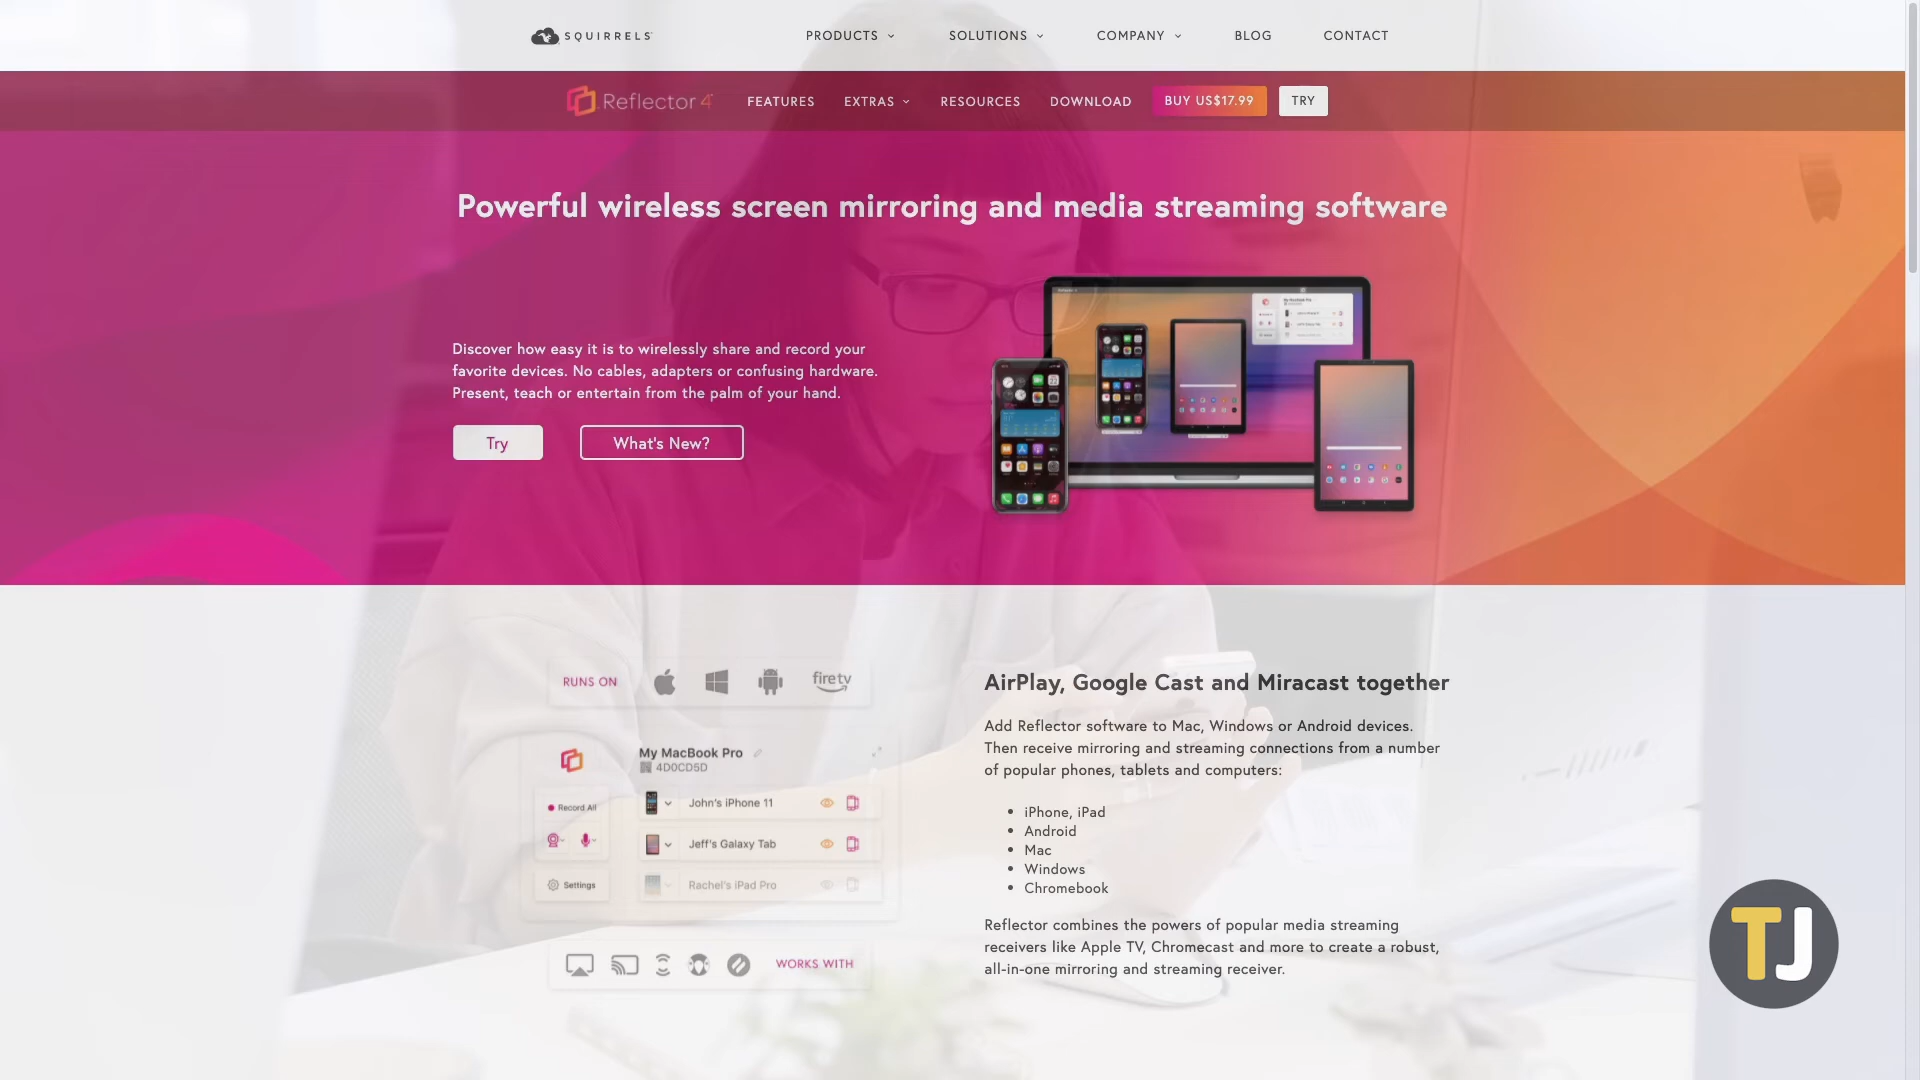 SQUIRRELS
PRODUCTS
SOLUTIONS
COMPANY
BLOG
CONTACT
Reflector 4
FEATURES
EXTRAS
RESOURCES
DOWNLOAD
BUY US$17.99
TRY
Powerful wireless screen mirroring and media streaming software
Discover how easy it is to wirelessly share and record your
favorite devices. No cables, adapters or confusing hardware.
Present, teach or entertain from the palm of your hand.
Try
What's New?
RUNS ON
firetv
My MacBook Pro
4D0CD5D
Record All
John's iPhone 11
Jeff's Galaxy Tab
Settings
Rachel's iPad Pro
WORKS WITH
AirPlay, Google Cast and Miracast together
Add Reflector software to Mac, Windows or Android devices.
Then receive mirroring and streaming connections from a number
of popular phones, tablets and computers:
• iPhone, iPad
• Android
• Mac
• Windows
• Chromebook
Reflector combines the powers of popular media streaming
receivers like Apple TV, Chromecast and more to create a robust,
all-in-one mirroring and streaming receiver.
TJ